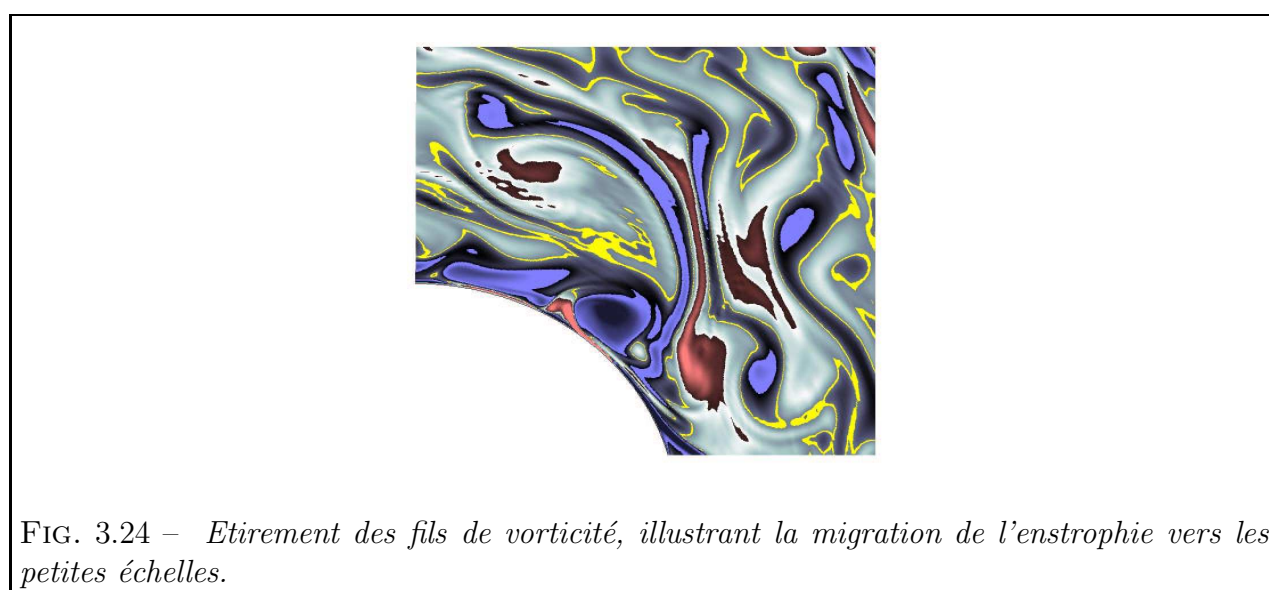 FIG. 3.24 – Etirement des fils de vorticité, illustrant la migration de l'enstrophie vers les
petites échelles.